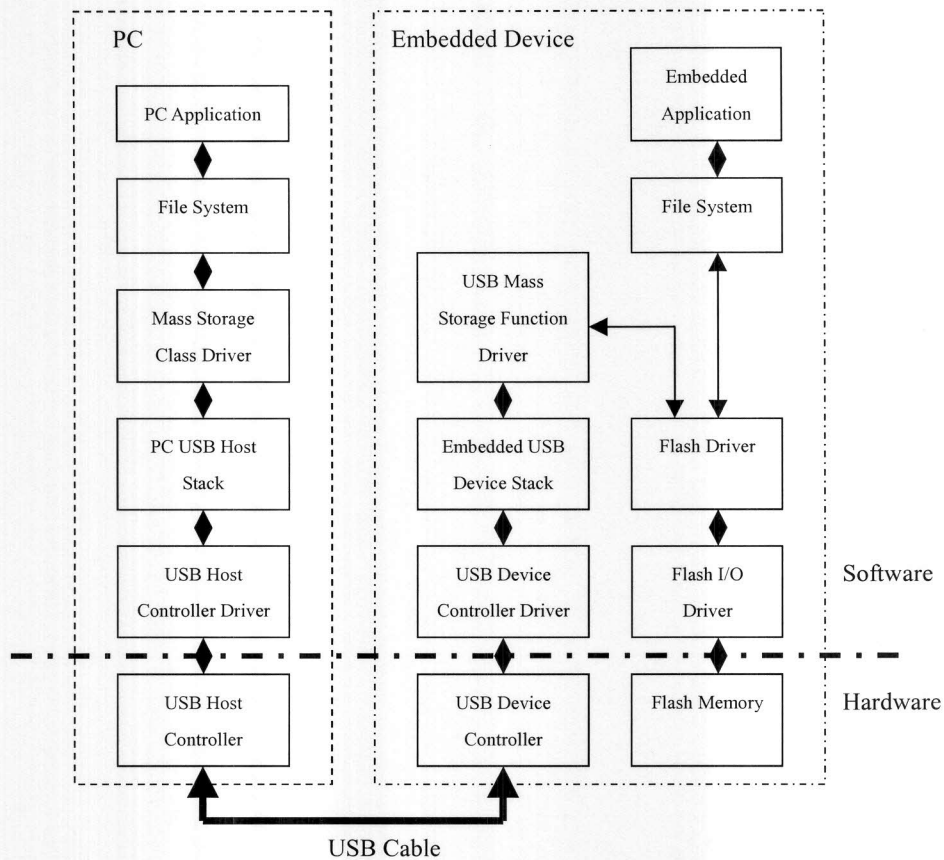 PC
PC Application
File System
Mass Storage
Class Driver
PC USB Host
Stack
USB Host
Controller Driver
USB Host
Controller
Embedded Device
Embedded
Application
File System
USB Mass
Storage Function
Driver
Embedded USB
Device Stack
Flash Driver
USB Device
Controller Driver
Flash I/O
Driver
USB Device
Controller
Flash Memory
Software
Hardware
USB Cable